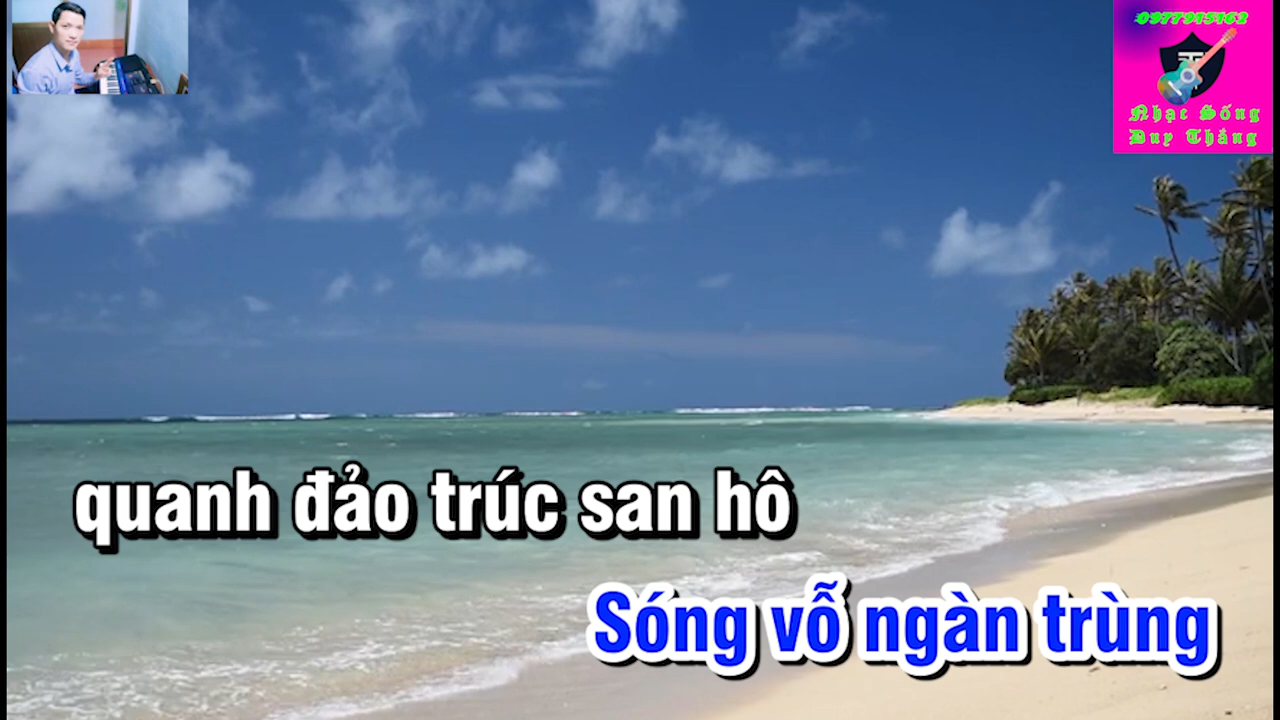 0977915162
Nhạc Sống
Duy Thắng
quanh đảo trúc san hô
Sóng vỗ ngàn trùng